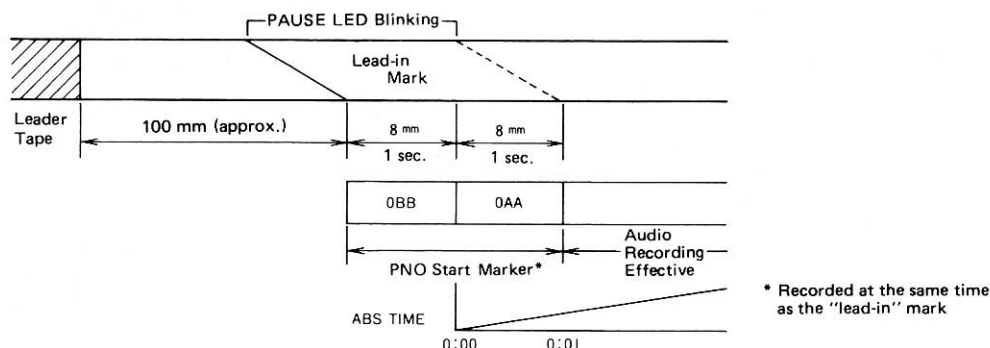 PAUSE LED Blinking
Lead-in
Mark
Leader
Tape
100 mm (approx.)
8 mm
1 sec.
8 mm
1 sec.
0BB
0AA
PNO Start Marker*
Audio
Recording
Effective
ABS TIME
0:00
0:01
* Recorded at the same time
as the "lead-in" mark